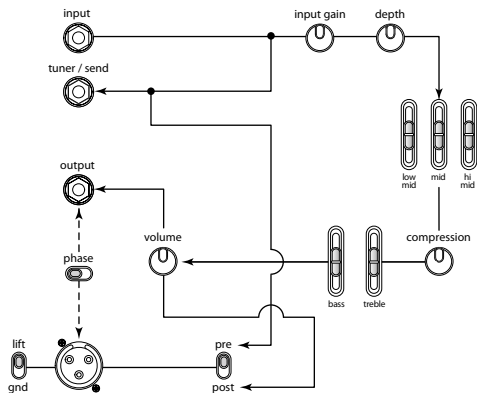 input
input gain
depth
tuner / send
low
mid
mid
hi
mid
output
volume
compression
phase
bass
treble
lift
pre
gnd
post